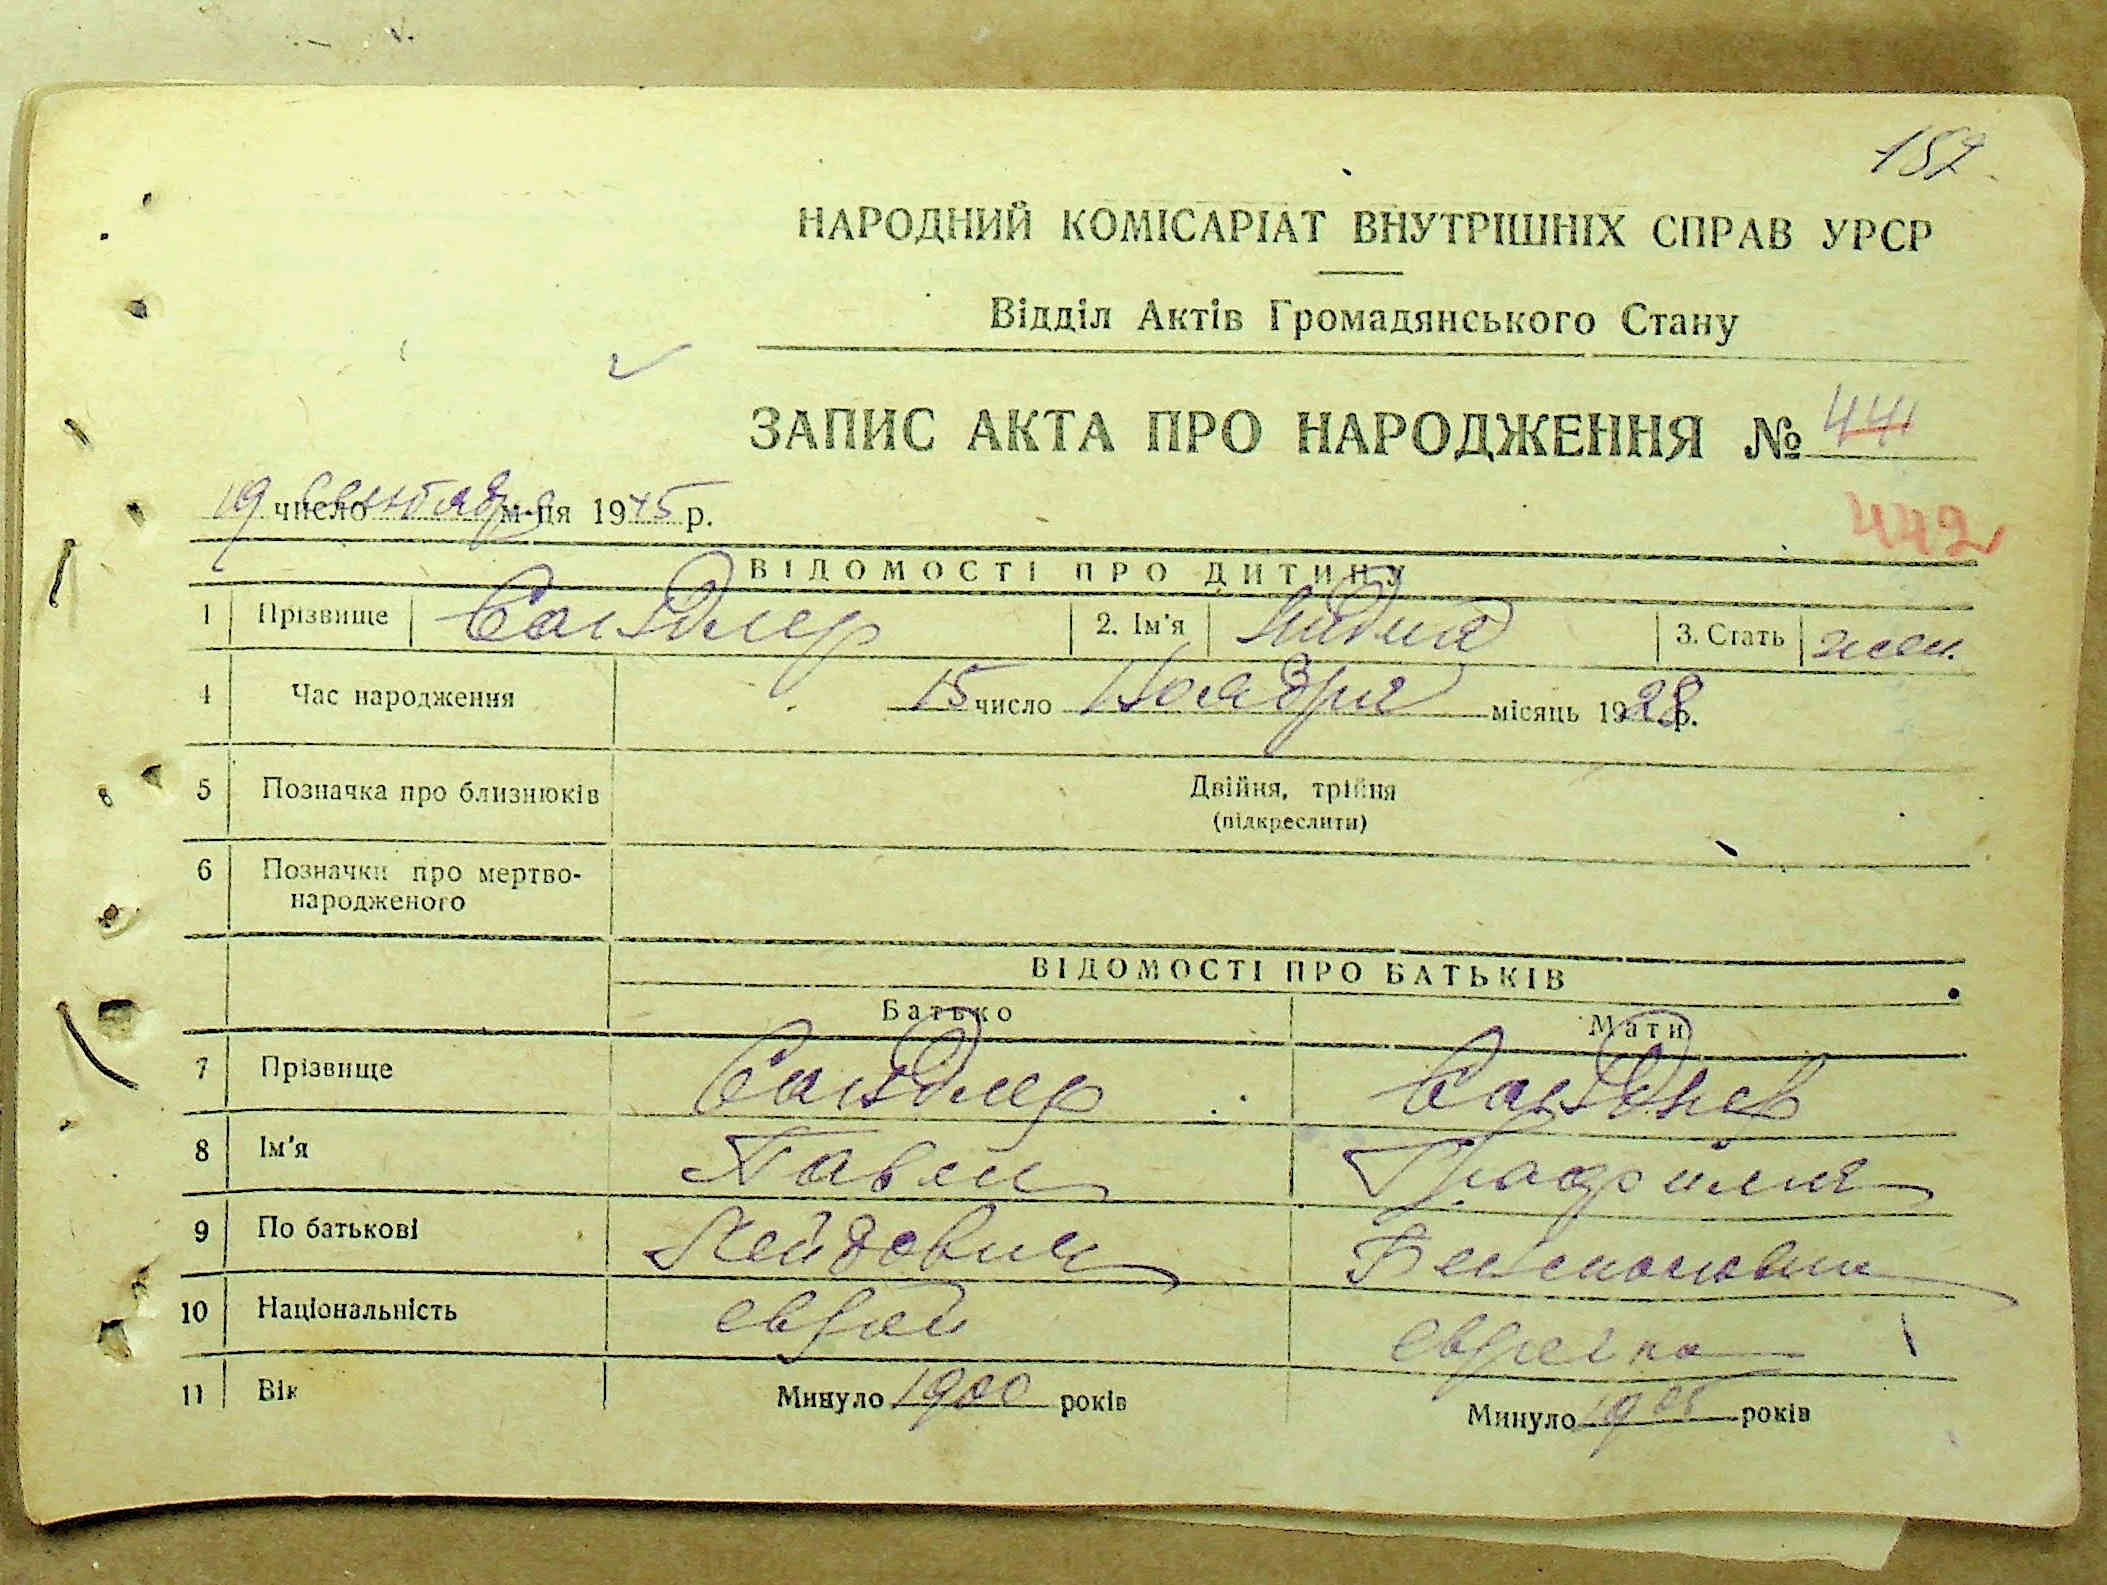 157
НАРОДНИЙ КОМІСАРІАТ ВНУТРІШНІХ СПРАВ УРСР
Відділ Актів Громадянського Стану
ЗАПИС АКТА ПРО НАРОДЖЕННЯ № 441
19 число сентября м-ця 1945 р.
442
ВІДОМОСТІ ПРО ДИТИНУ
1 Прізвище Сандлер 2. Ім'я Лидия 3. Стать жен.
4 Час народження 15 число Ноября місяць 1928 р.
5 Позначка про близнюків Двійня, трійня
(підкреслити)
6 Позначки про мертво-
народженого
ВІДОМОСТІ ПРО БАТЬКІВ
Батько Мати
7 Прізвище Сандлер Сандлер
8 Ім'я Павел
9 По батькові
10 Національність еврей еврейка
11 Вік Минуло 1900 років Минуло років